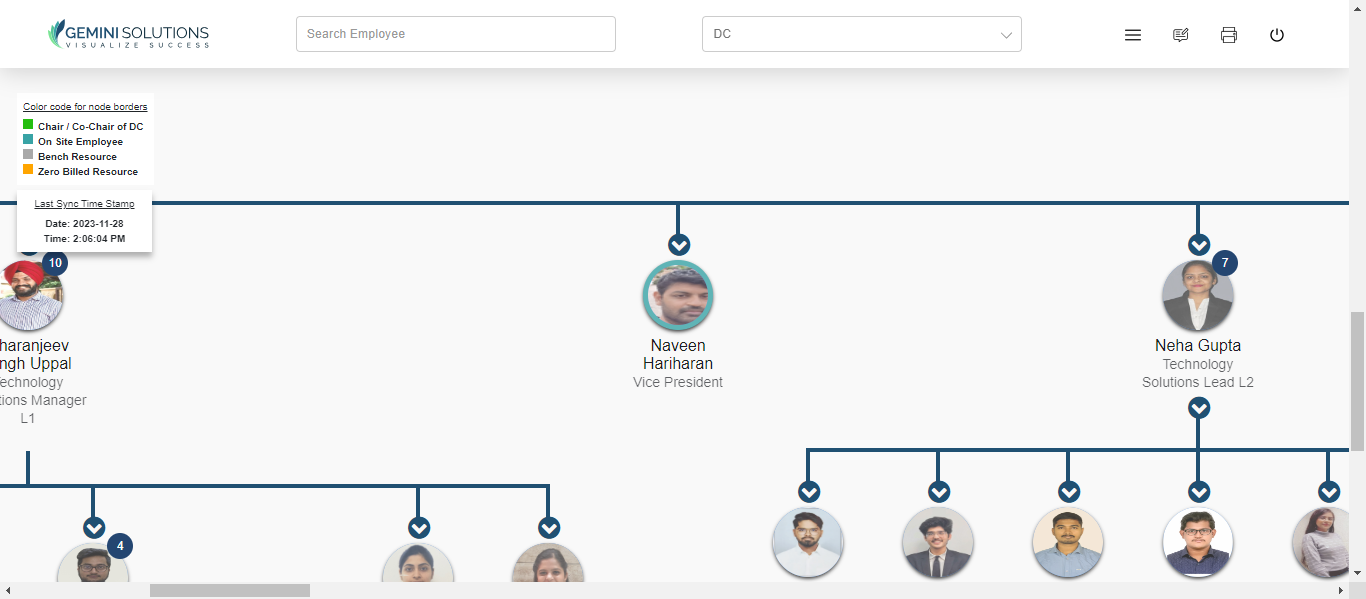 GEMINI SOLUTIONS
VISUALIZE SUCCESS
Search Employee
DC
Color code for node borders
Chair / Co-Chair of DC
On Site Employee
Bench Resource
Zero Billed Resource
Last Sync Time Stamp
Date: 2023-11-28
Time: 2:06:04 PM
10
haranjeev
ngh Uppal
echnology
tions Manager
L1
Naveen
Hariharan
Vice President
7
Neha Gupta
Technology
Solutions Lead L2
4